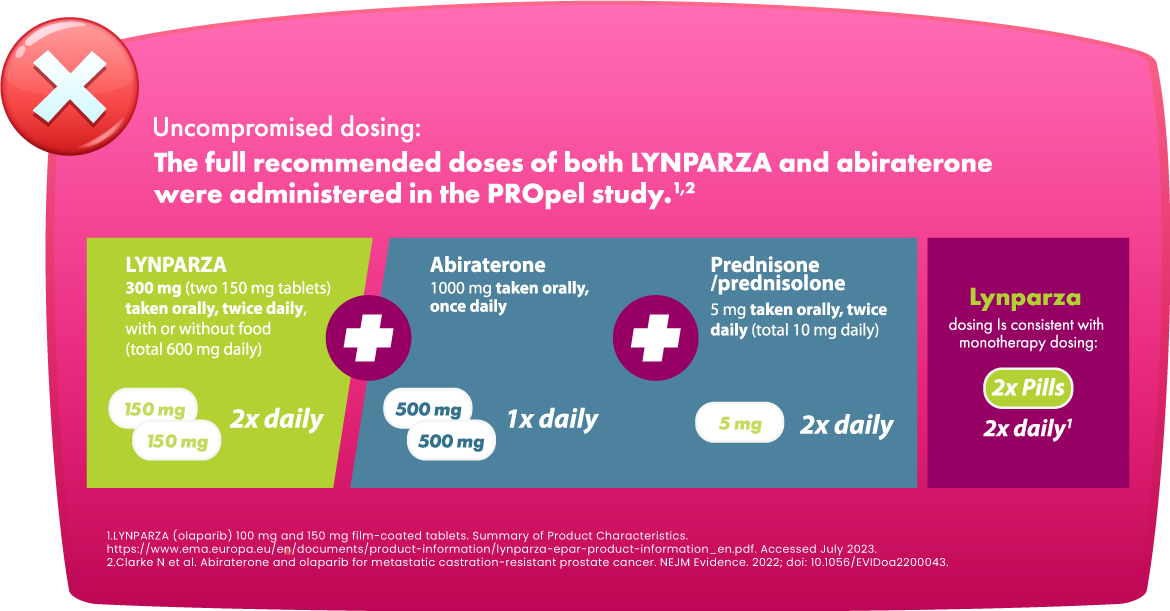 Uncompromised dosing:
The full recommended doses of both LYNPARZA and abiraterone
were administered in the PROpel study.1,2
LYNPARZA
300 mg (two 150 mg tablets)
taken orally, twice daily,
with or without food
(total 600 mg daily)
150 mg
150 mg
2x daily
Abiraterone
1000 mg taken orally,
once daily
500 mg
500 mg
1x daily
Prednisone
/prednisolone
5 mg taken orally, twice
daily (total 10 mg daily)
5 mg
2x daily
Lynparza
dosing Is consistent with
monotherapy dosing:
2x Pills
2x daily1
1.LYNPARZA (olaparib) 100 mg and 150 mg film-coated tablets. Summary of Product Characteristics.
https://www.ema.europa.eu/en/documents/product-information/lynparza-epar-product-information_en.pdf. Accessed July 2023.
2.Clarke N et al. Abiraterone and olaparib for metastatic castration-resistant prostate cancer. NEJM Evidence. 2022; doi: 10.1056/EVIDoa2200043.